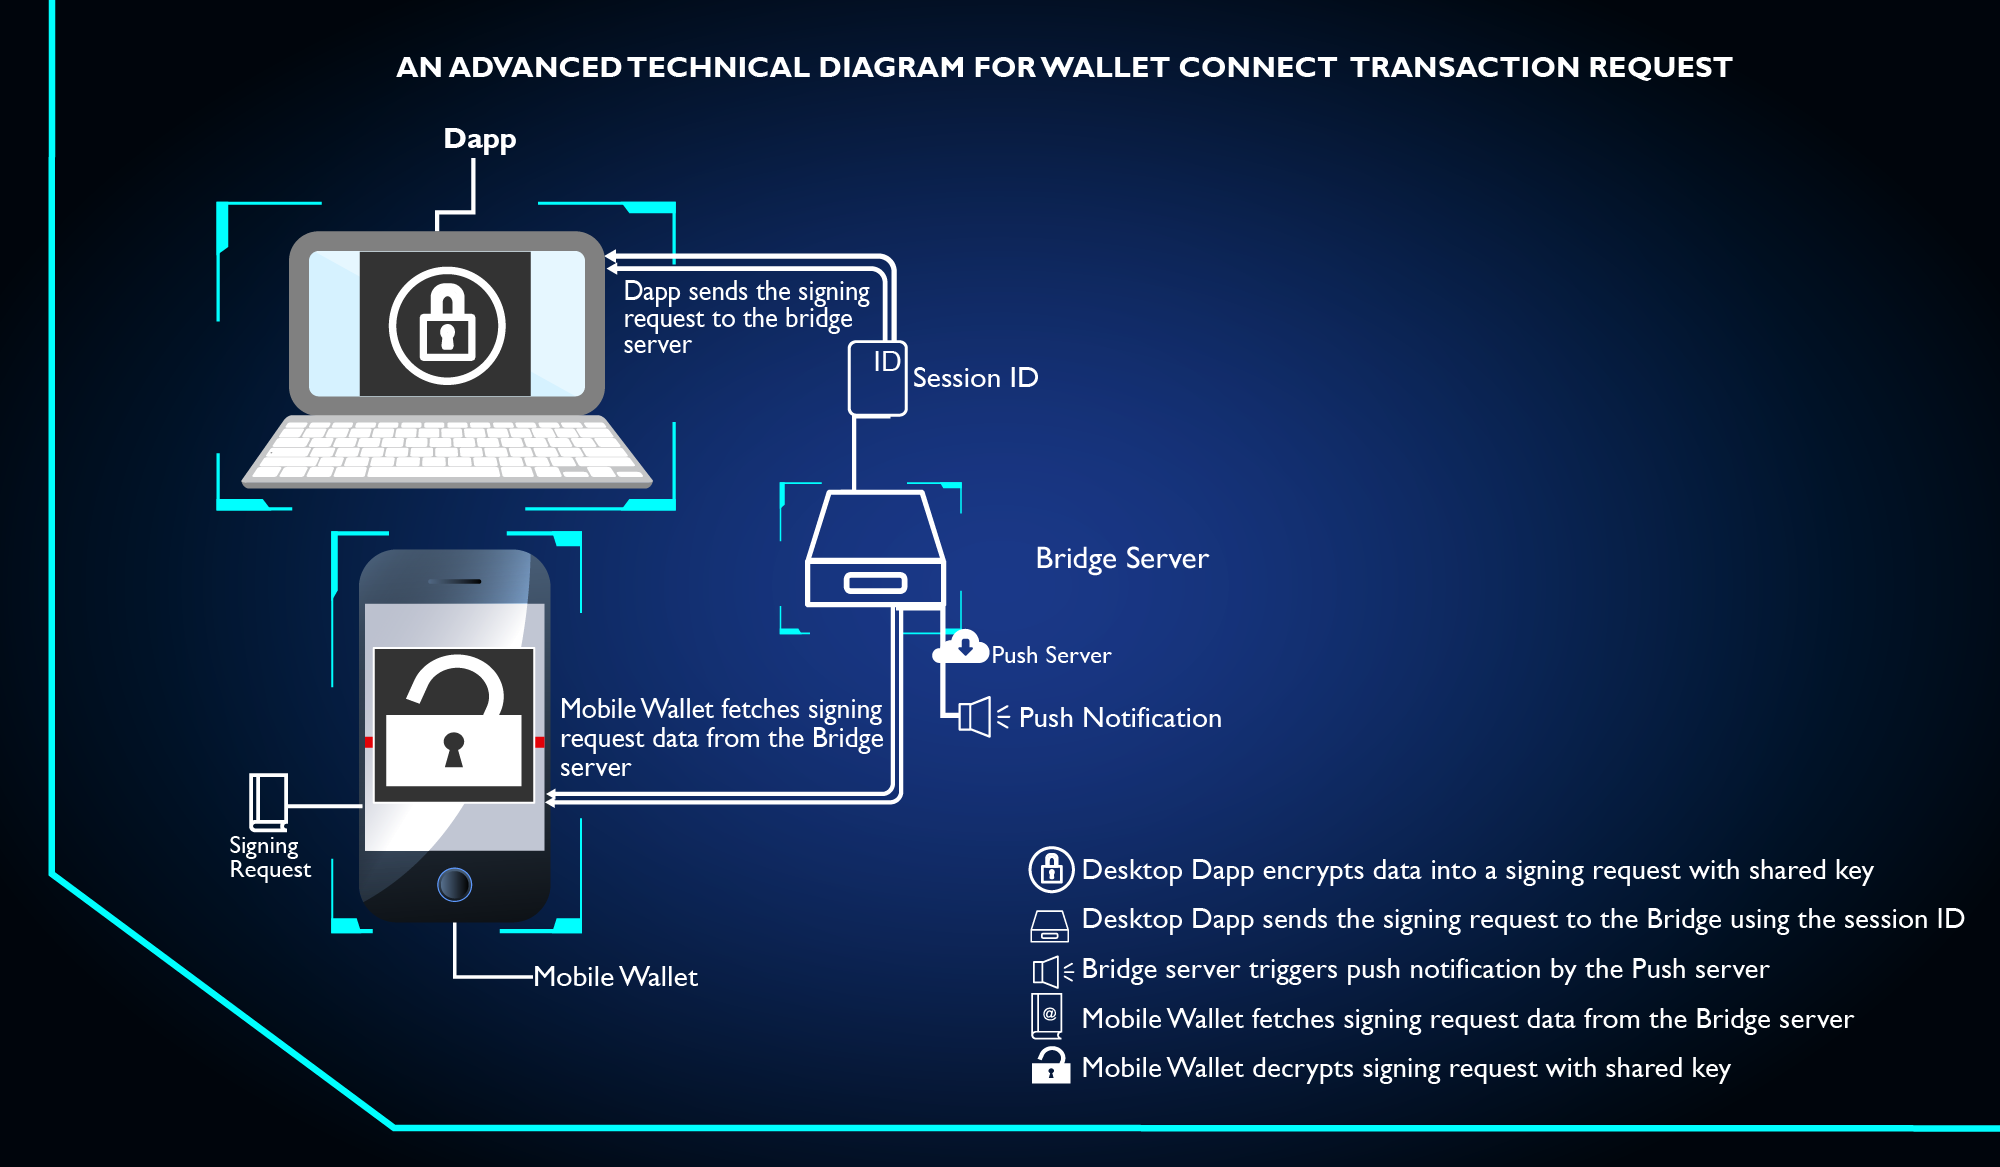 AN ADVANCED TECHNICAL DIAGRAM FOR WALLET CONNECT TRANSACTION REQUEST
Dapp
Dapp sends the signing
request to the bridge
server
ID
Session ID
Bridge Server
Push Server
Push Notification
Mobile Wallet fetches signing
request data from the Bridge
server
Signing
Request
Mobile Wallet
Desktop Dapp encrypts data into a signing request with shared key
Desktop Dapp sends the signing request to the Bridge using the session ID
Bridge server triggers push notification by the Push server
@
Mobile Wallet fetches signing request data from the Bridge server
Mobile Wallet decrypts signing request with shared key